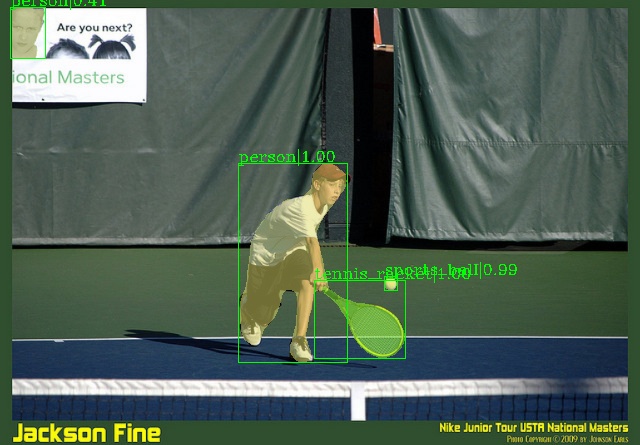 person|0.41
Are you next?
ional Masters
person|1.00
sports_ball|0.99
tennis_racket|1.00
Jackson Fine
Nike Junior Tour USTA National Masters
Photo Copyright ©2009 by Johnson Earls